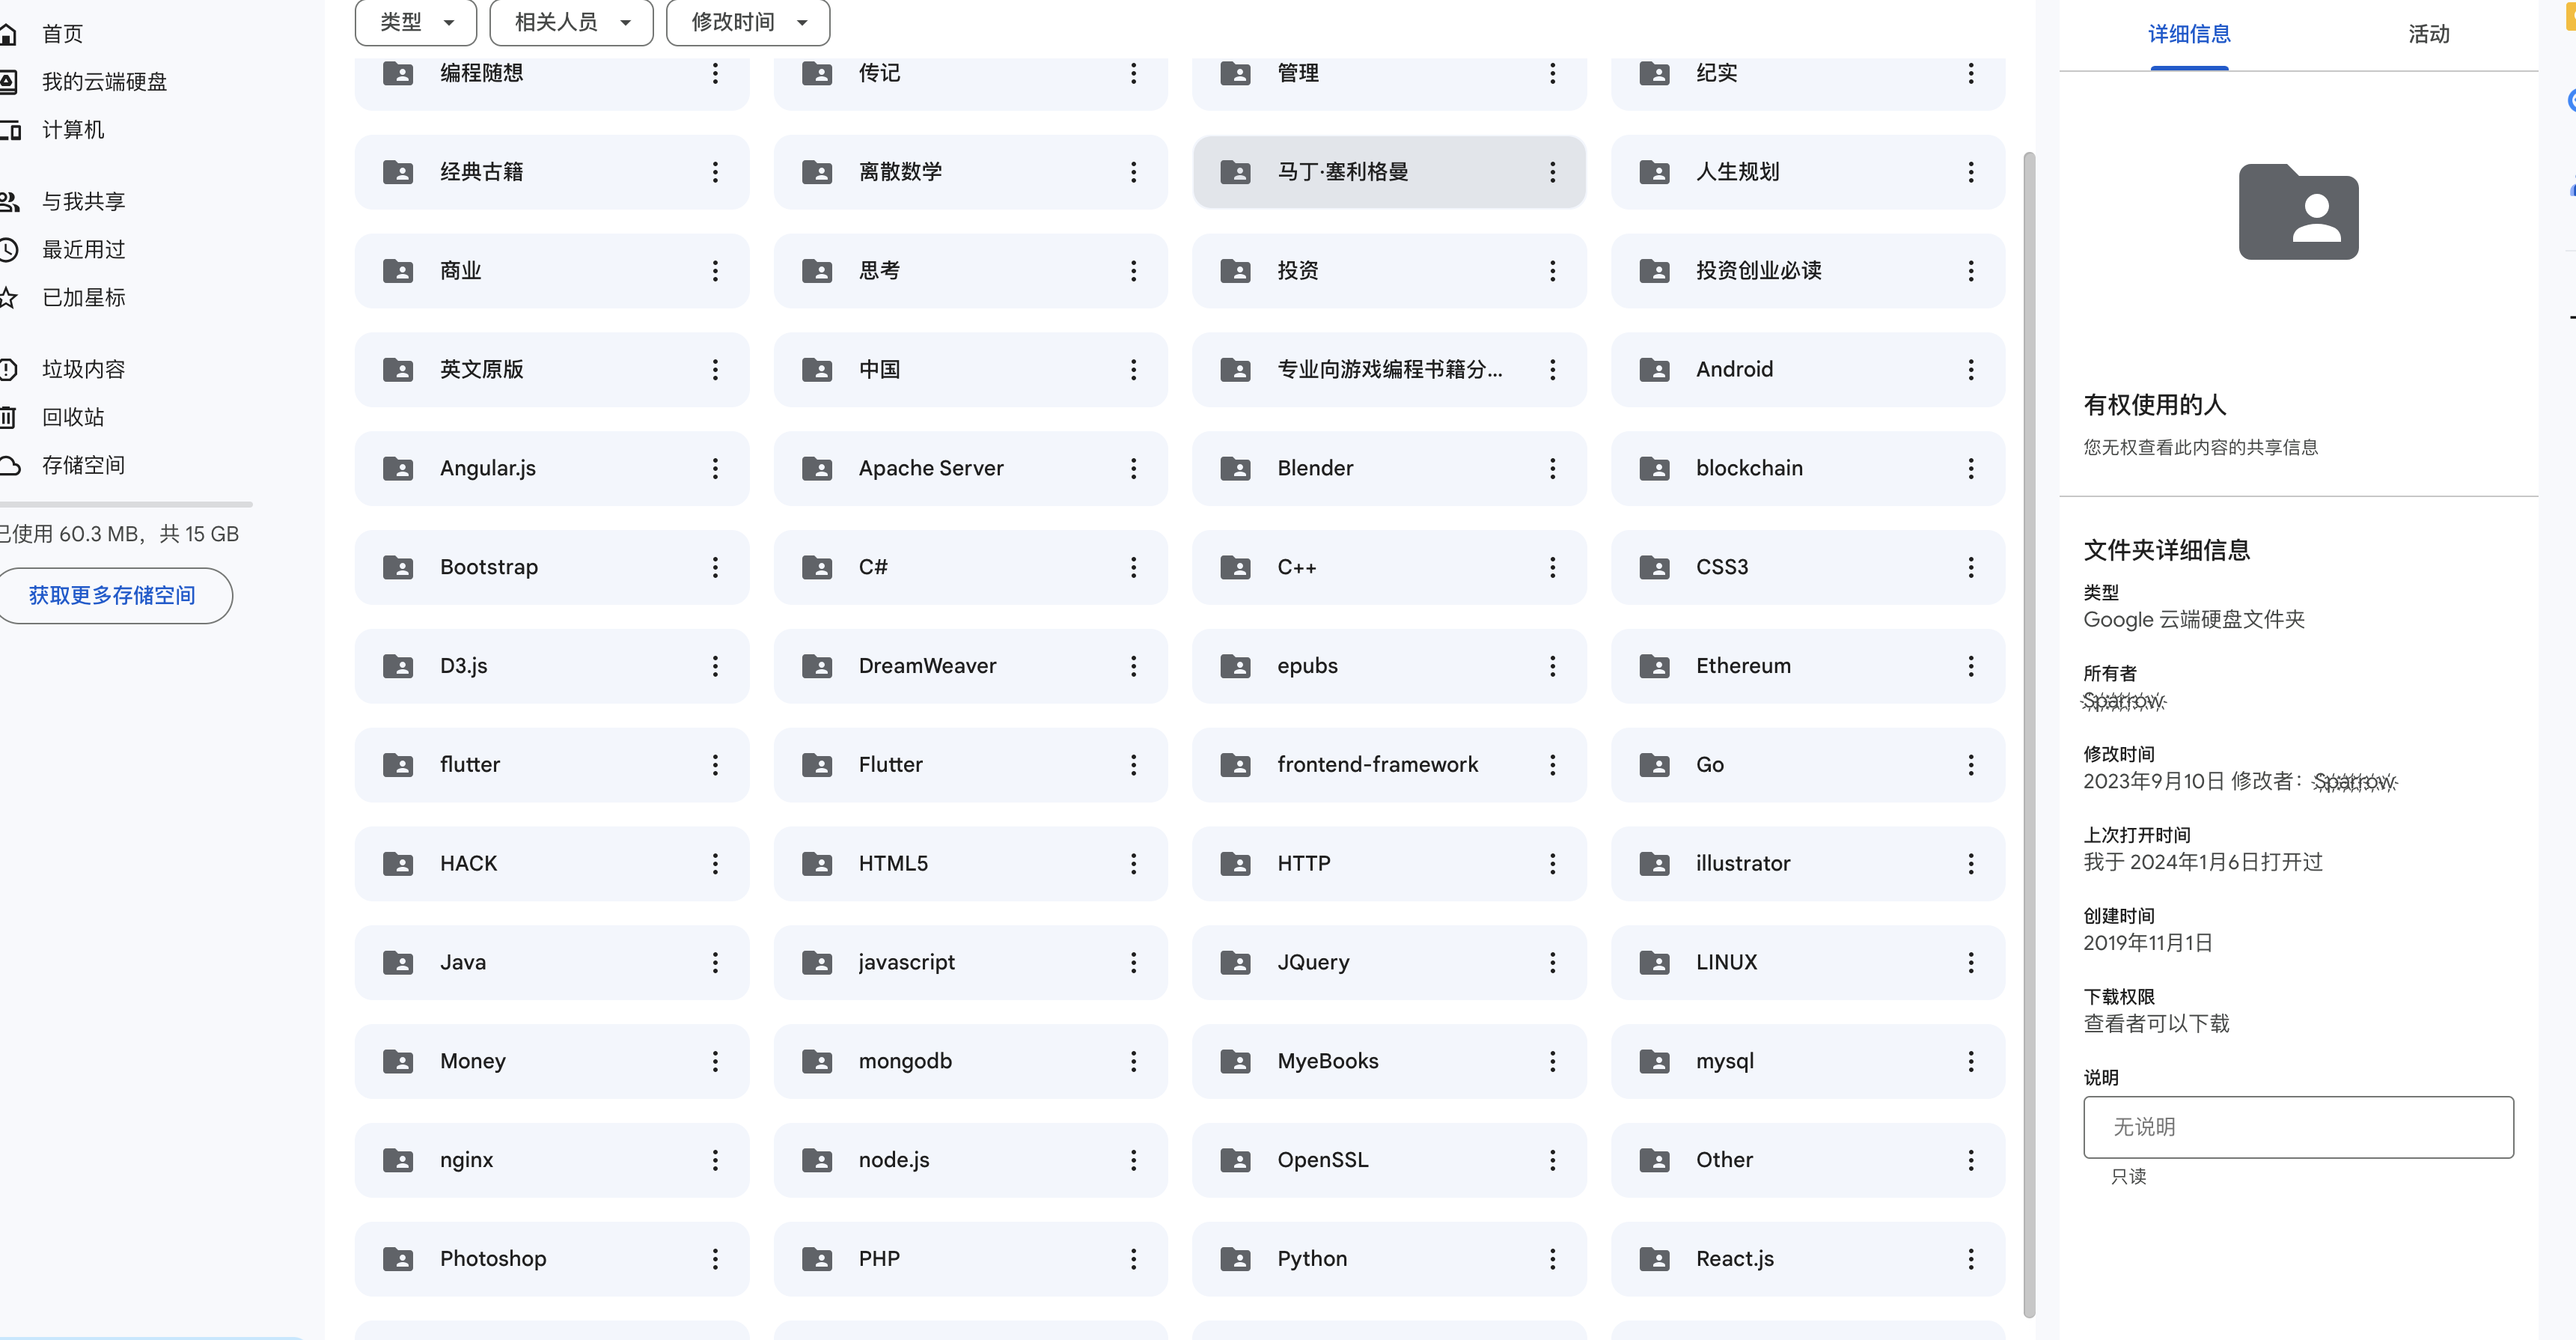 首页
我的云端硬盘
计算机
与我共享
最近用过
已加星标
垃圾内容
回收站
存储空间
已使用 60.3 MB，共 15 GB
获取更多存储空间
类型
相关人员
修改时间
编程随想
传记
管理
纪实
经典古籍
离散数学
马丁·塞利格曼
人生规划
商业
思考
投资
投资创业必读
英文原版
中国
专业向游戏编程书籍分...
Android
Angular.js
Apache Server
Blender
blockchain
Bootstrap
C#
C++
CSS3
D3.js
DreamWeaver
epubs
Ethereum
flutter
Flutter
frontend-framework
Go
HACK
HTML5
HTTP
illustrator
Java
javascript
JQuery
LINUX
Money
mongodb
MyeBooks
mysql
nginx
node.js
OpenSSL
Other
Photoshop
PHP
Python
React.js
详细信息
活动
有权使用的人
您无权查看此内容的共享信息
文件夹详细信息
类型
Google 云端硬盘文件夹
所有者
Sparrow
修改时间
2023年9月10日 修改者：Sparrow
上次打开时间
我于 2024年1月6日打开过
创建时间
2019年11月1日
下载权限
查看者可以下载
说明
无说明
只读